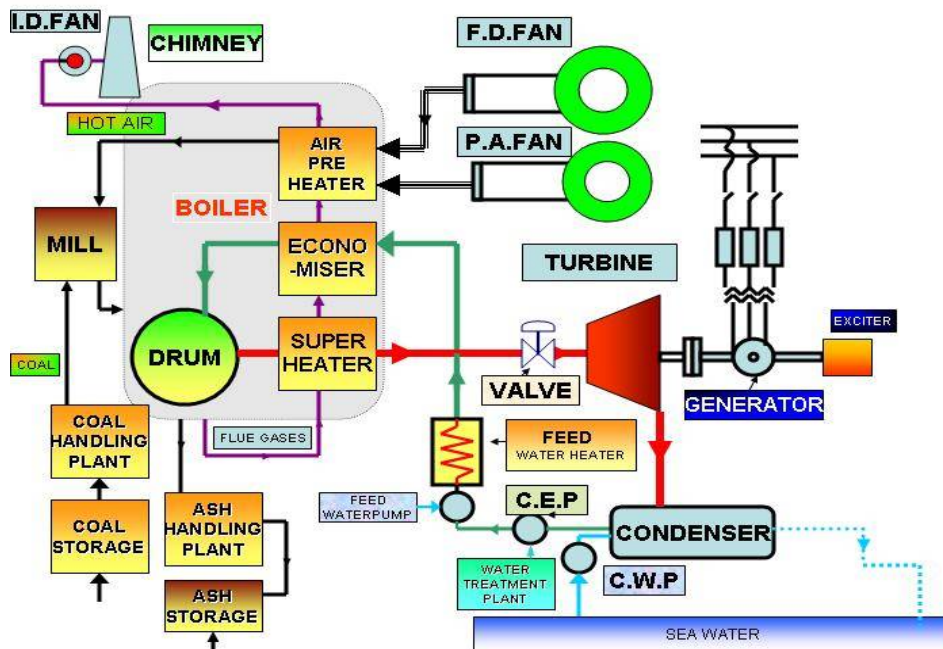 I.D.FAN
CHIMNEY
F.D.FAN
HOT AIR
AIR
PRE
HEATER
P.A.FAN
BOILER
MILL
ECONO
-MISER
TURBINE
DRUM
SUPER
HEATER
EXCITER
COAL
VALVE
GENERATOR
COAL
HANDLING
PLANT
FLUE GASES
FEED
WATER HEATER
FEED
WATERPUMP
C.E.P
ASH
HANDLING
PLANT
COAL
STORAGE
CONDENSER
WATER
TREATMENT
PLANT
C.W.P
ASH
STORAGE
SEA WATER